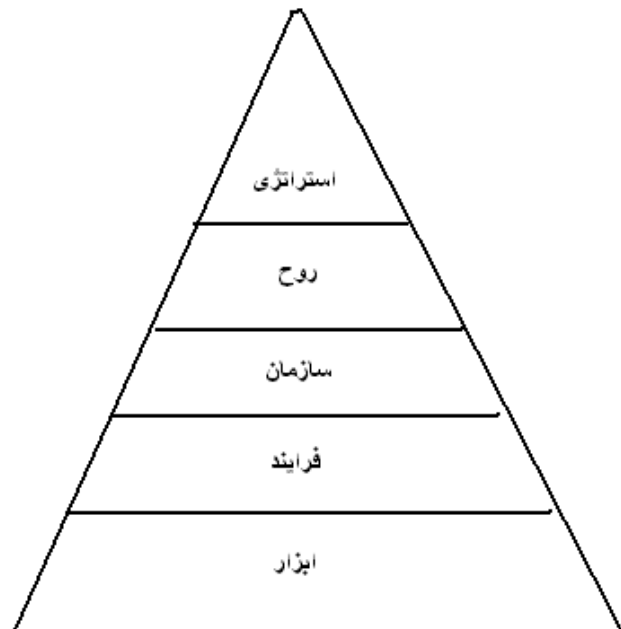 استراتژی
روح
سازمان
فرایند
ابزار